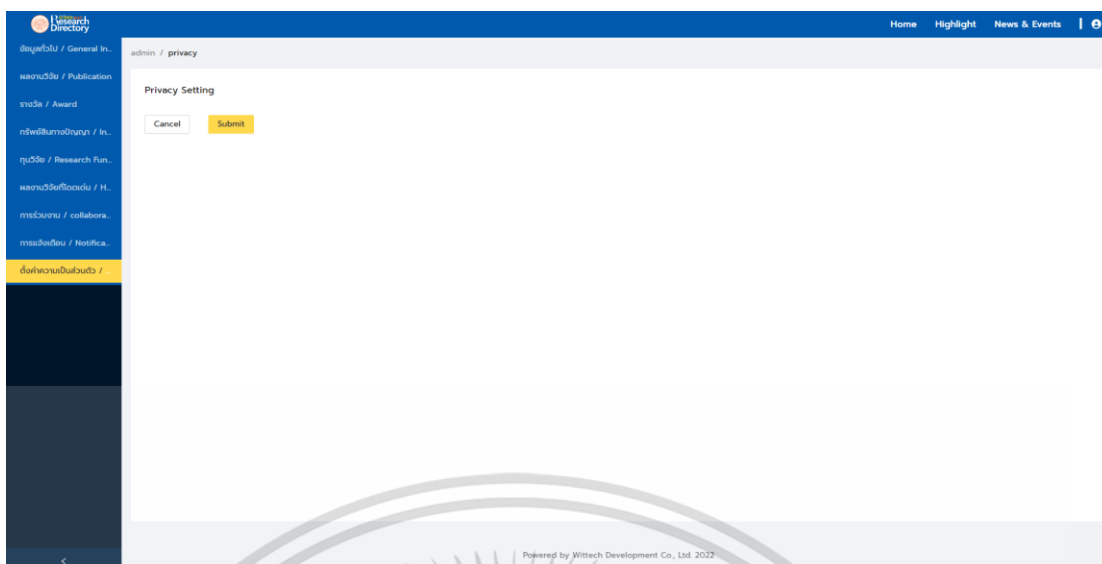 Research
Directory
Home Highlight News & Events
ข้อมูลทั่วไป / General In...
ผลงานวิจัย / Publication
รางวัล / Award
ทรัพย์สินทางปัญญา / In...
ทุนวิจัย / Research Fun...
ผลงานวิจัยที่โดดเด่น / H...
การร่วมงาน / collabora...
การแจ้งเตือน / Notifica...
ตั้งค่าความเป็นส่วนตัว / ...
admin / privacy
Privacy Setting
Cancel Submit
Powered by Wittech Development Co., Ltd. 2022